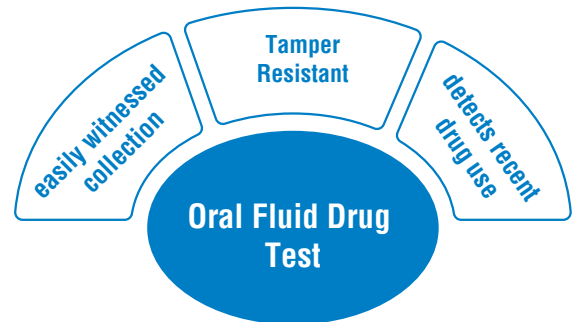 easily witnessed
collection
Tamper
Resistant
detects recent
drug use
Oral Fluid Drug
Test